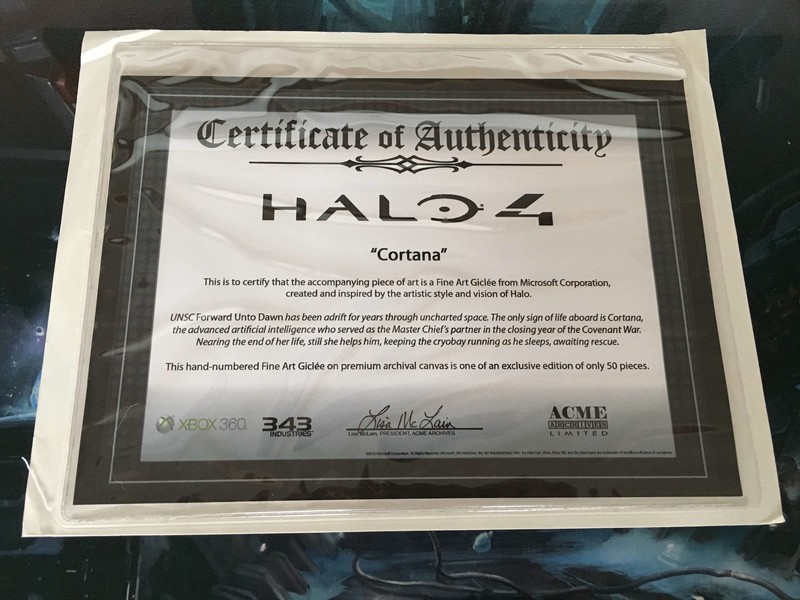 Certificate of Authenticity
HALO 4
"Cortana"
This is to certify that the accompanying piece of art is a Fine Art Giclée from Microsoft Corporation,
created and inspired by the artistic style and vision of Halo.
UNSC Forward Unto Dawn has been adrift for years through uncharted space. The only sign of life aboard is Cortana,
the advanced artificial intelligence who served as the Master Chief's partner in the closing year of the Covenant War.
Nearing the end of her life, still she helps him, keeping the cryobay running as he sleeps, awaiting rescue.
This hand-numbered Fine Art Giclée on premium archival canvas is one of an exclusive edition of only 50 pieces.
XBOX 360.
343
INDUSTRIES
Lisa McLain
Lisa McLain, PRESIDENT, ACME ARCHIVES
ACME
ARCHIVES
LIMITED